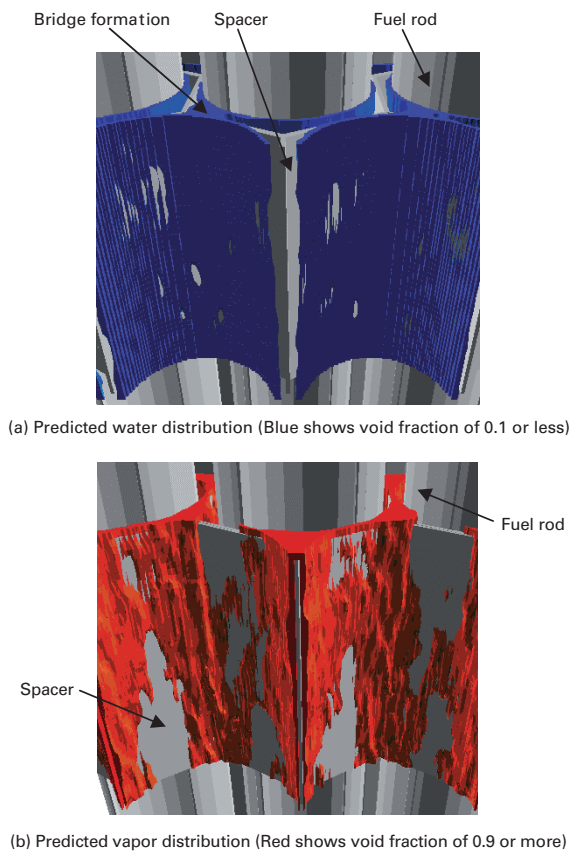 Bridge formation Spacer Fuel rod
(a) Predicted water distribution (Blue shows void fraction of 0.1 or less)
Fuel rod
Spacer
(b) Predicted vapor distribution (Red shows void fraction of 0.9 or more)